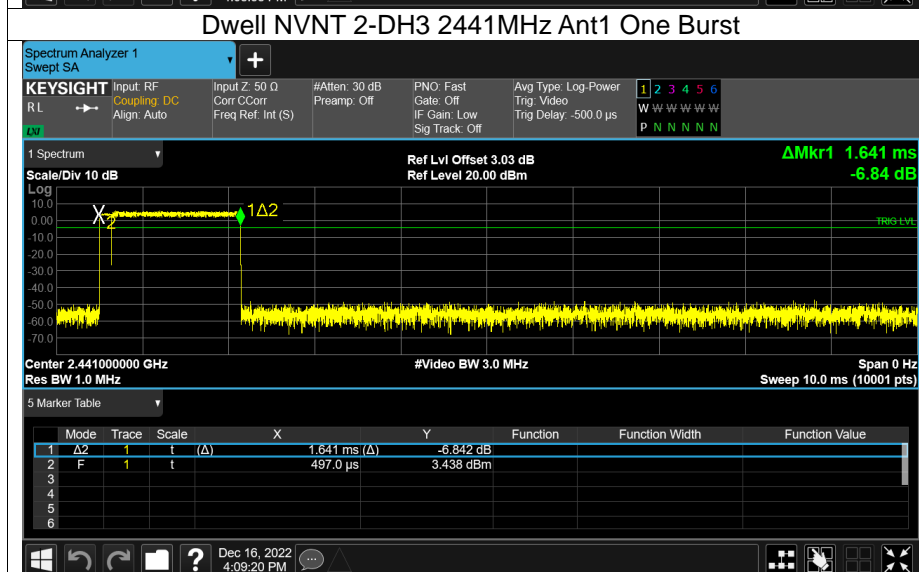 Dwell NVNT 2-DH3 2441MHz Ant1 One Burst
Spectrum Analyzer 1
Swept SA
+
KEYSIGHT Input: RF Input Z: 50 Ω #Atten: 30 dB PNO: Fast Avg Type: Log-Power 1 2 3 4 5 6
R L Coupling: DC Corr CCorr Preamp: Off Gate: Off Trig: Video W W W W W W
Align: Auto Freq Ref: Int (S) IF Gain: Low Trig Delay: -500.0 µs
LXI Sig Track: Off P N N N N N
1 Spectrum Ref Lvl Offset 3.03 dB ΔMkr1 1.641 ms
Scale/Div 10 dB Ref Level 20.00 dBm -6.84 dB
Log
10.0
0.00
-10.0
-20.0
-30.0
-40.0
-50.0
-60.0
-70.0
X 2 1Δ2
TRIG LVL
Center 2.441000000 GHz #Video BW 3.0 MHz Span 0 Hz
Res BW 1.0 MHz Sweep 10.0 ms (10001 pts)
5 Marker Table
Mode Trace Scale X Y Function Function Width Function Value
1 Δ2 1 t (Δ) 1.641 ms (Δ) -6.842 dB
2 F 1 t 497.0 µs 3.438 dBm
3
4
5
6
? Dec 16, 2022
4:09:20 PM